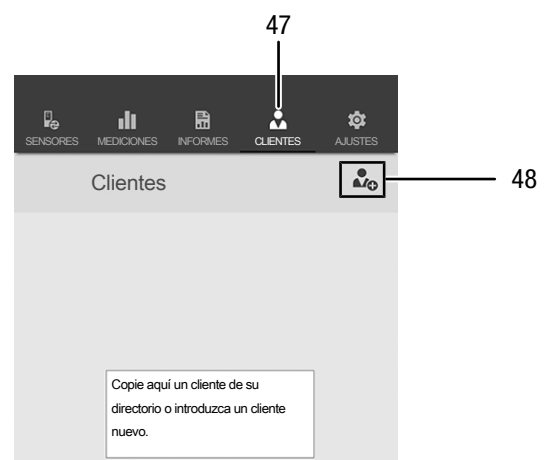 47
SENSORES MEDICIONES INFORMES CLIENTES AJUSTES
Clientes
48
Copie aquí un cliente de su
directorio o introduzca un cliente
nuevo.